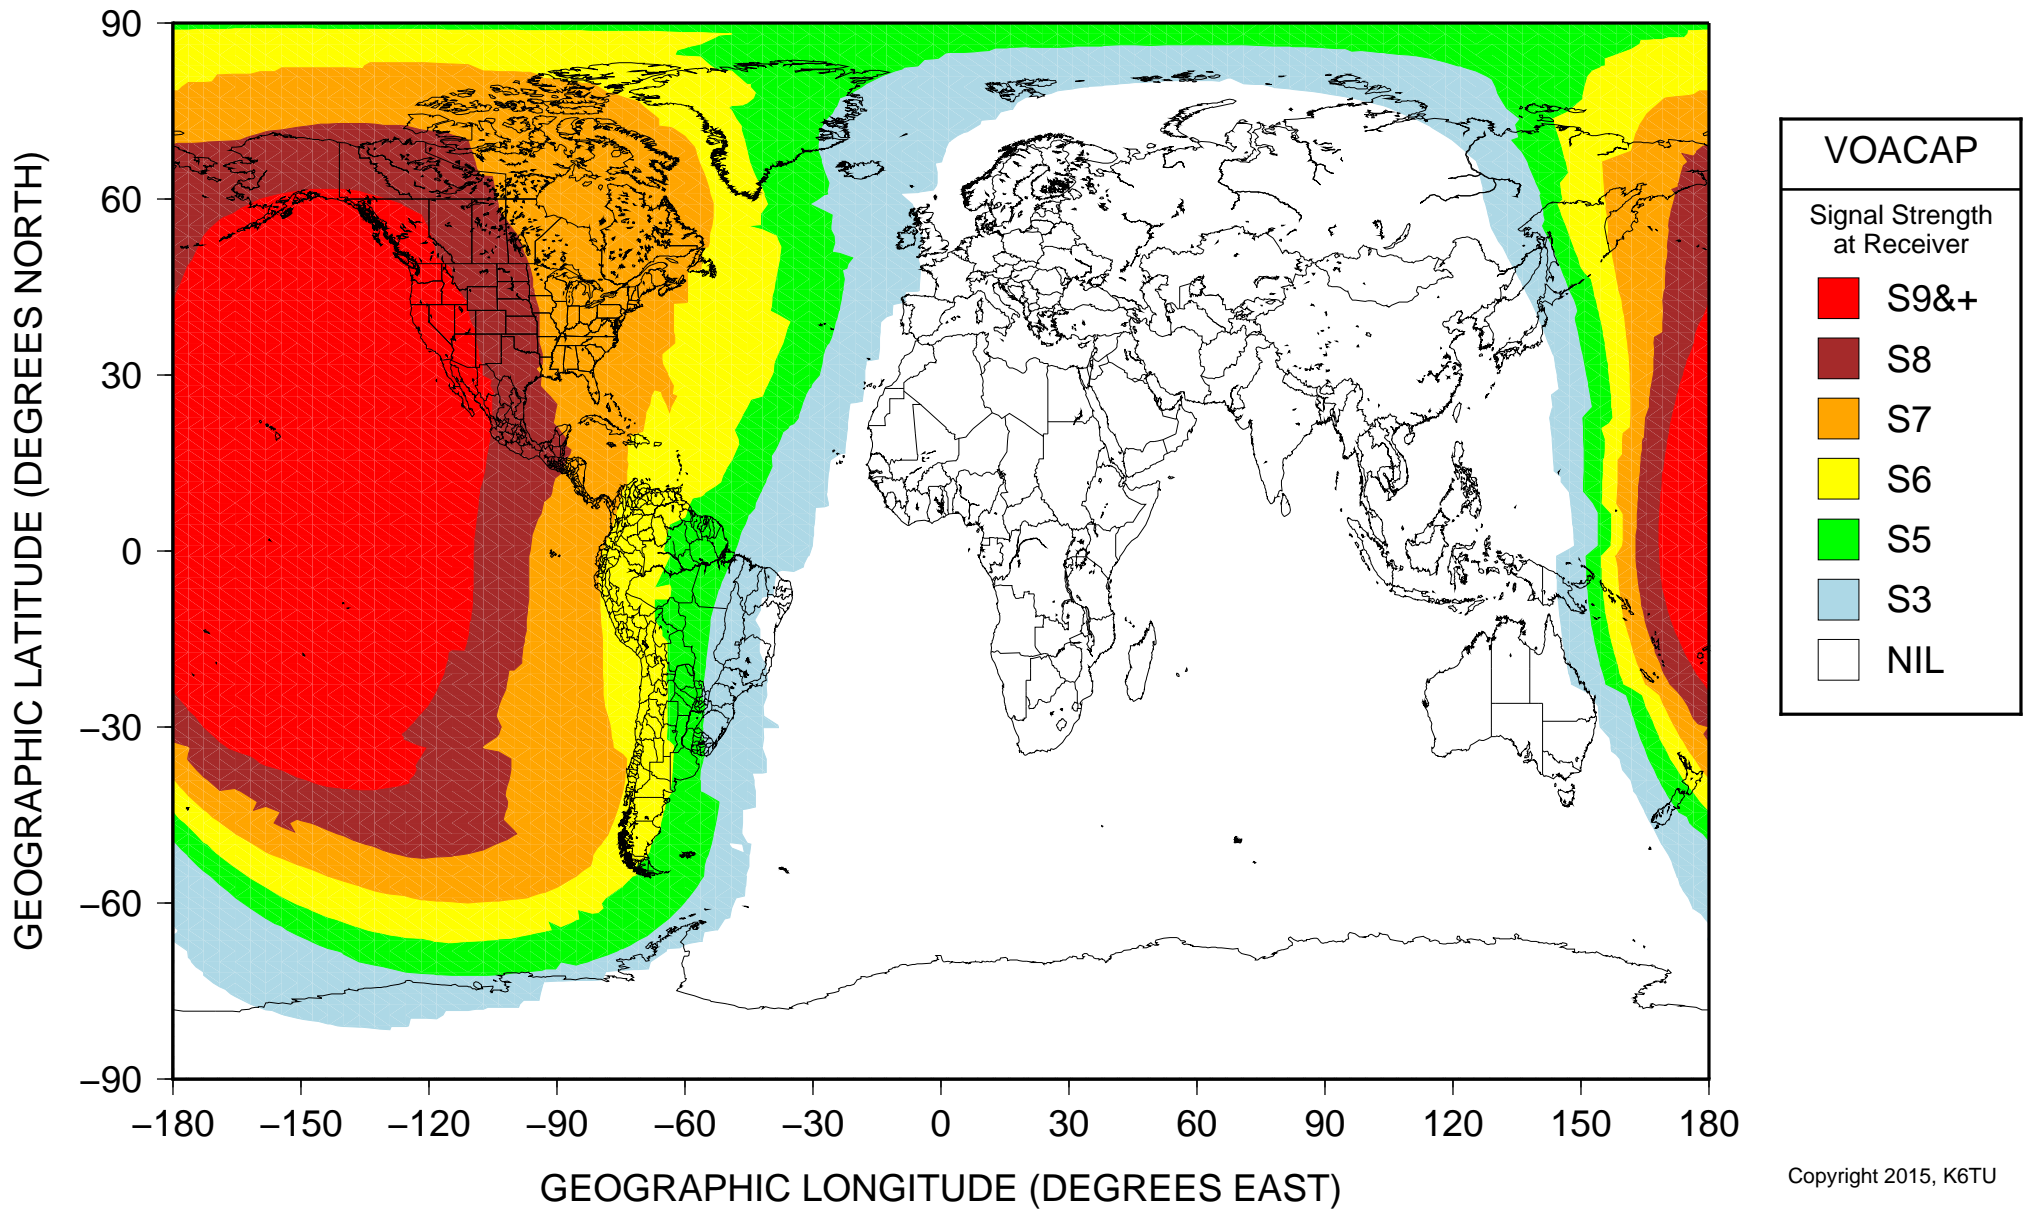 90
60
30
0
−30
−60
−90
GEOGRAPHIC LATITUDE (DEGREES NORTH)
−180 −150 −120 −90 −60 −30 0 30 60 90 120 150 180
GEOGRAPHIC LONGITUDE (DEGREES EAST)
VOACAP
Signal Strength
at Receiver
S9&+
S8
S7
S6
S5
S3
NIL
Copyright 2015, K6TU